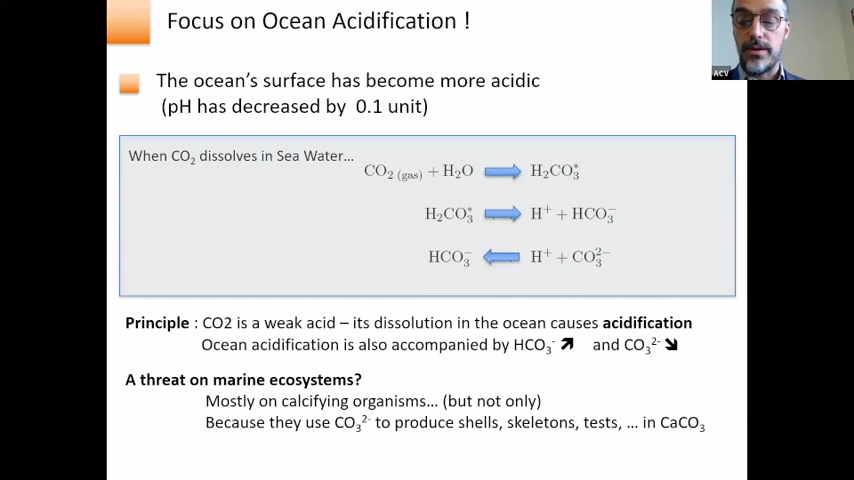 Focus on Ocean Acidification !
ACV
The ocean's surface has become more acidic
(pH has decreased by 0.1 unit)
When CO₂ dissolves in Sea Water…
CO₂ (gas) + H₂O → H₂CO₃*
H₂CO₃* → H⁺ + HCO₃⁻
HCO₃⁻ ← H⁺ + CO₃²⁻
Principle : CO2 is a weak acid – its dissolution in the ocean causes acidification
Ocean acidification is also accompanied by HCO₃⁻ ↗ and CO₃²⁻ ↘
A threat on marine ecosystems?
Mostly on calcifying organisms… (but not only)
Because they use CO₃²⁻ to produce shells, skeletons, tests, … in CaCO₃